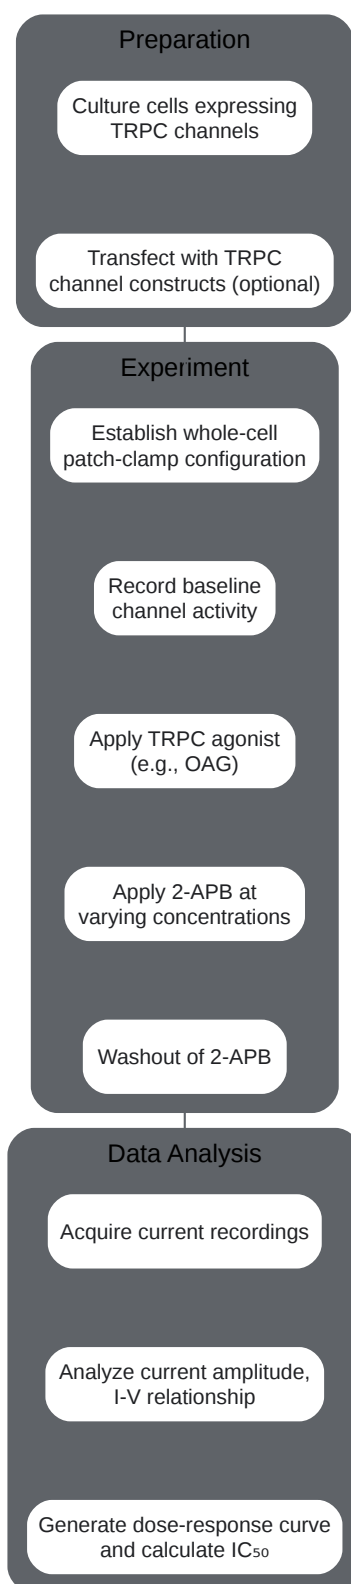 Preparation
Culture cells expressing
TRPC channels
Transfect with TRPC
channel constructs (optional)
Experiment
Establish whole-cell
patch-clamp configuration
Record baseline
channel activity
Apply TRPC agonist
(e.g., OAG)
Apply 2-APB at
varying concentrations
Washout of 2-APB
Data Analysis
Acquire current recordings
Analyze current amplitude,
I-V relationship
Generate dose-response curve
and calculate IC₅₀